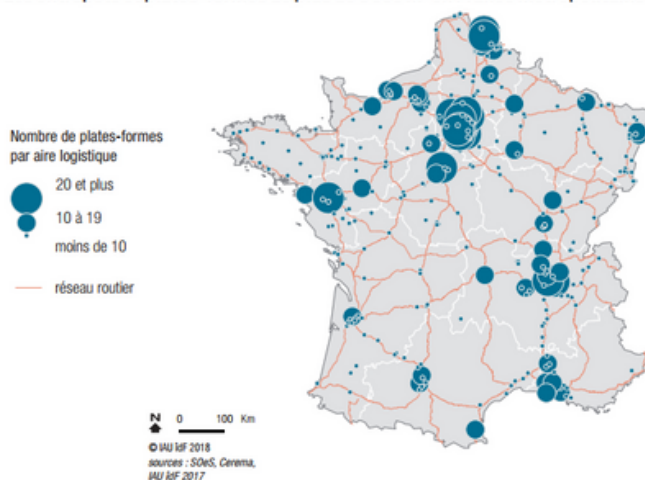 Nombre de plates-formes
par aire logistique
20 et plus
10 à 19
moins de 10
réseau routier
N 0 100 Km
© IAU îdF 2018
sources : SOeS, Cerema,
IAU îdF 2017